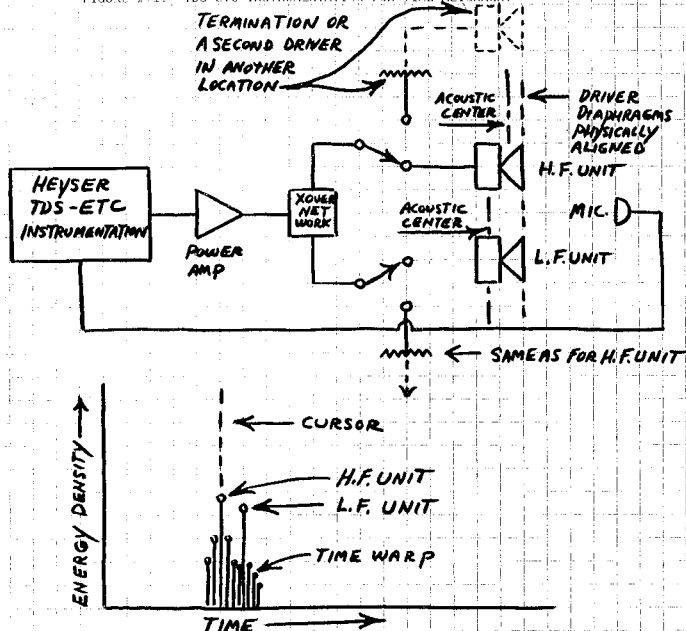 TERMINATION OR
A SECOND DRIVER
IN ANOTHER
LOCATION
ACOUSTIC
CENTER
DRIVER
DIAPHRAGMS
PHYSICALLY
ALIGNED
H.F. UNIT
HEYSER
TDS-ETC
INSTRUMENTATION
POWER
AMP
XOVER
NET
WORK
ACOUSTIC
CENTER
MIC.
L.F. UNIT
SAME AS FOR H.F. UNIT
CURSOR
H.F. UNIT
L.F. UNIT
TIME WARP
ENERGY DENSITY
TIME